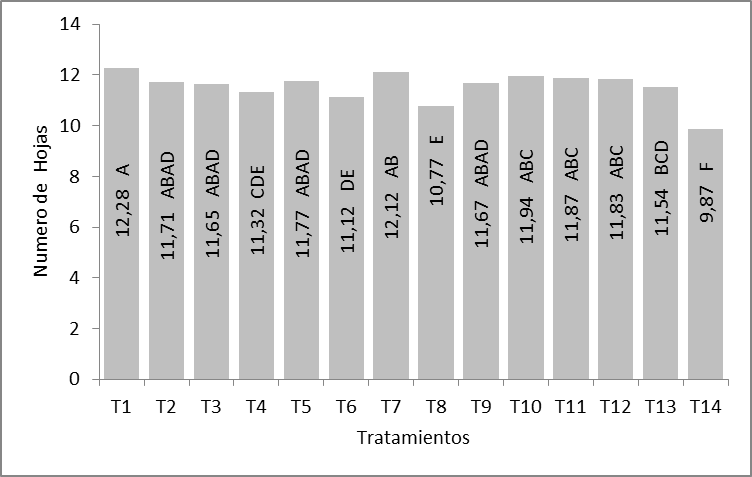 14
12
10
8
6
4
2
0
Numero de Hojas
12,28 A
11,71 ABAD
11,65 ABAD
11,32 CDE
11,77 ABAD
11,12 DE
12,12 AB
10,77 E
11,67 ABAD
11,94 ABC
11,87 ABC
11,83 ABC
11,54 BCD
9,87 F
T1 T2 T3 T4 T5 T6 T7 T8 T9 T10 T11 T12 T13 T14
Tratamientos